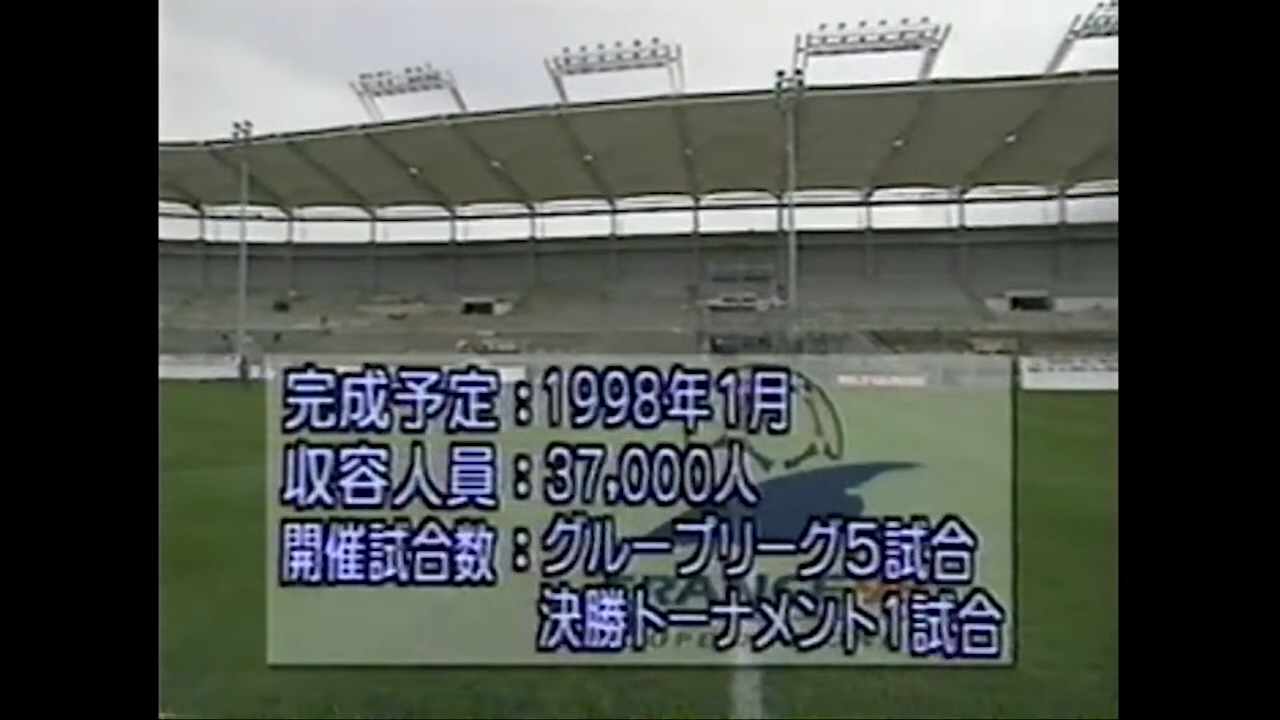 完成予定：1998年1月
収容人員：37,000人
開催試合数：グループリーグ5試合
決勝トーナメント1試合
FRANCE